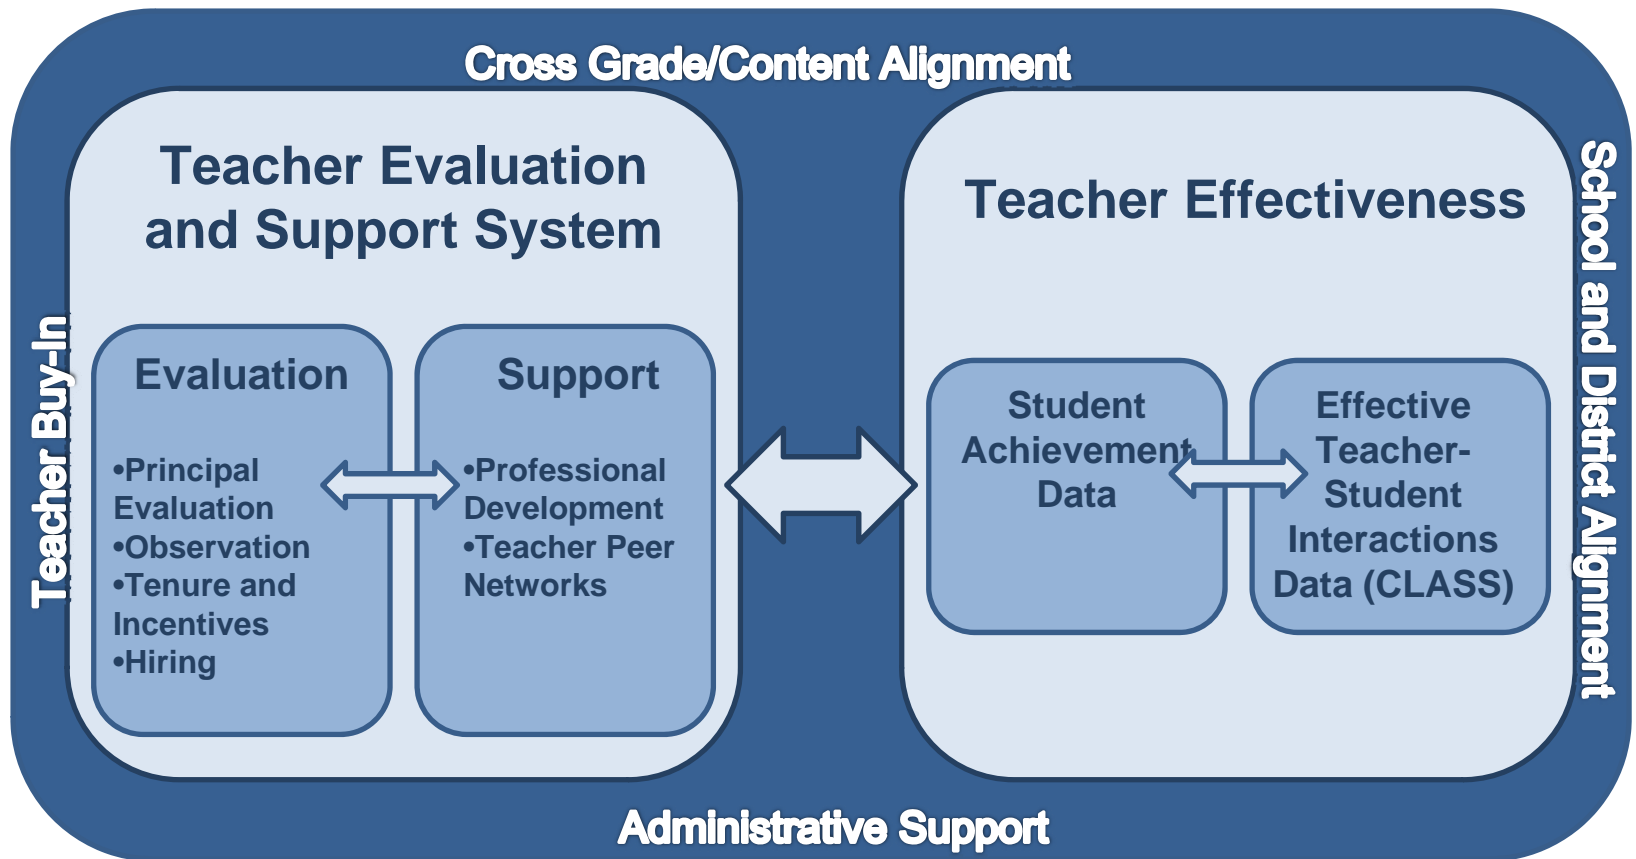 Cross Grade/Content Alignment
Teacher Evaluation
and Support System
Evaluation
•Principal
Evaluation
•Observation
•Tenure and
Incentives
•Hiring
Support
•Professional
Development
•Teacher Peer
Networks
Teacher Effectiveness
Student
Achievement
Data
Effective
Teacher-
Student
Interactions
Data (CLASS)
Teacher Buy-In
School and District Alignment
Administrative Support